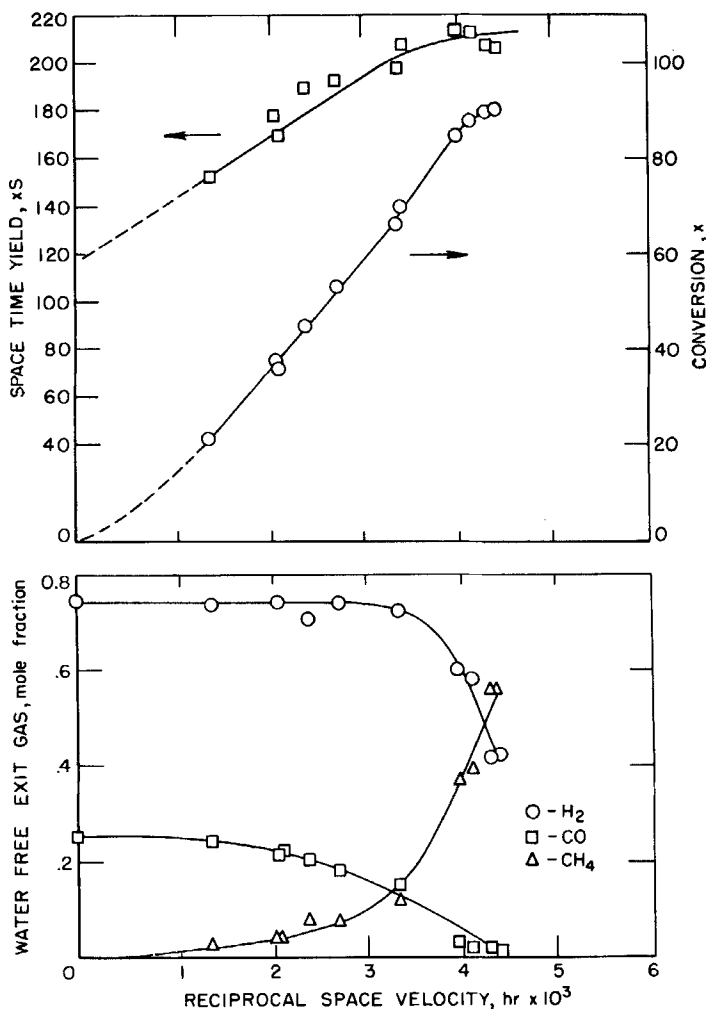 220
200
180
160
140
120
100
80
60
40
0
SPACE TIME YIELD, xS
100
80
60
40
20
0
CONVERSION, x
0.8
.6
.4
.2
0
WATER FREE EXIT GAS, mole fraction
○ - H₂
□ - CO
△ - CH₄
0 1 2 3 4 5 6
RECIPROCAL SPACE VELOCITY, hr x 10³